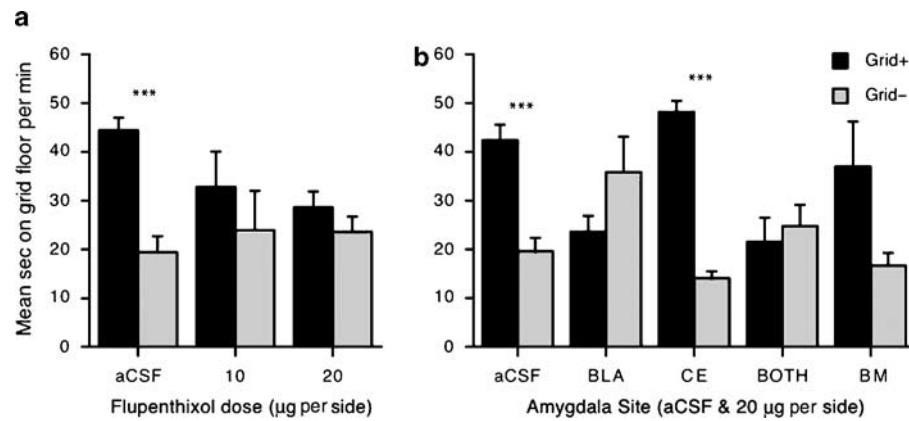 a
Mean sec on grid floor per min
60
50
40
30
20
10
0
***
aCSF 10 20
Flupenthixol dose (µg per side)
b
60
50
40
30
20
10
0
*** ***
Grid+
Grid−
aCSF BLA CE BOTH BM
Amygdala Site (aCSF & 20 µg per side)